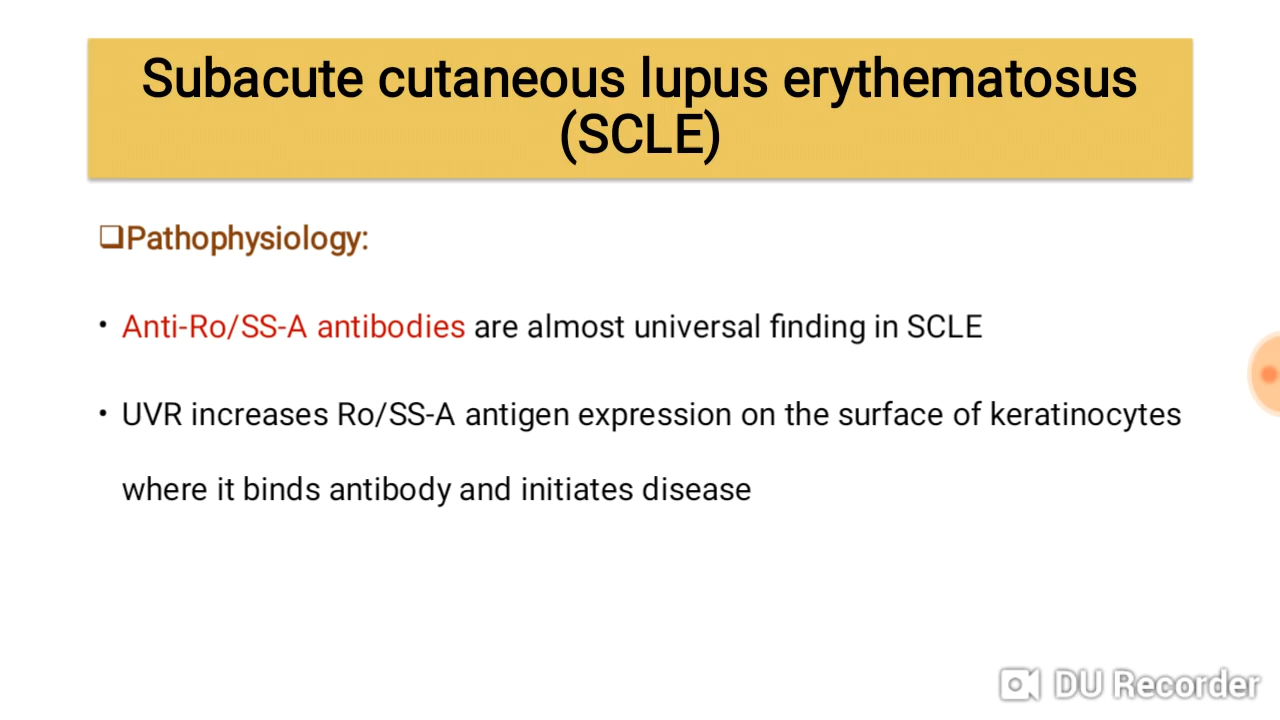 Subacute cutaneous lupus erythematosus
(SCLE)
❑Pathophysiology:
• Anti-Ro/SS-A antibodies are almost universal finding in SCLE
• UVR increases Ro/SS-A antigen expression on the surface of keratinocytes
where it binds antibody and initiates disease
DU Recorder